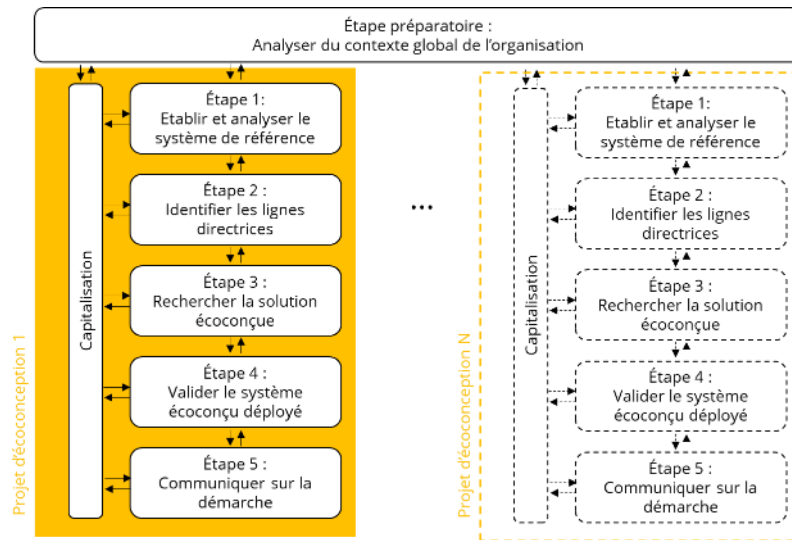 Étape préparatoire :
Analyser du contexte global de l'organisation
Projet d'écoconception 1
Capitalisation
Étape 1:
Etablir et analyser le
système de référence
Étape 2 :
Identifier les lignes
directrices
Étape 3 :
Rechercher la solution
écoconçue
Étape 4 :
Valider le système
écoconçu déployé
Étape 5 :
Communiquer sur la
démarche
...
Projet d'écoconception N
Capitalisation
Étape 1:
Etablir et analyser le
système de référence
Étape 2 :
Identifier les lignes
directrices
Étape 3 :
Rechercher la solution
écoconçue
Étape 4 :
Valider le système
écoconçu déployé
Étape 5 :
Communiquer sur la
démarche